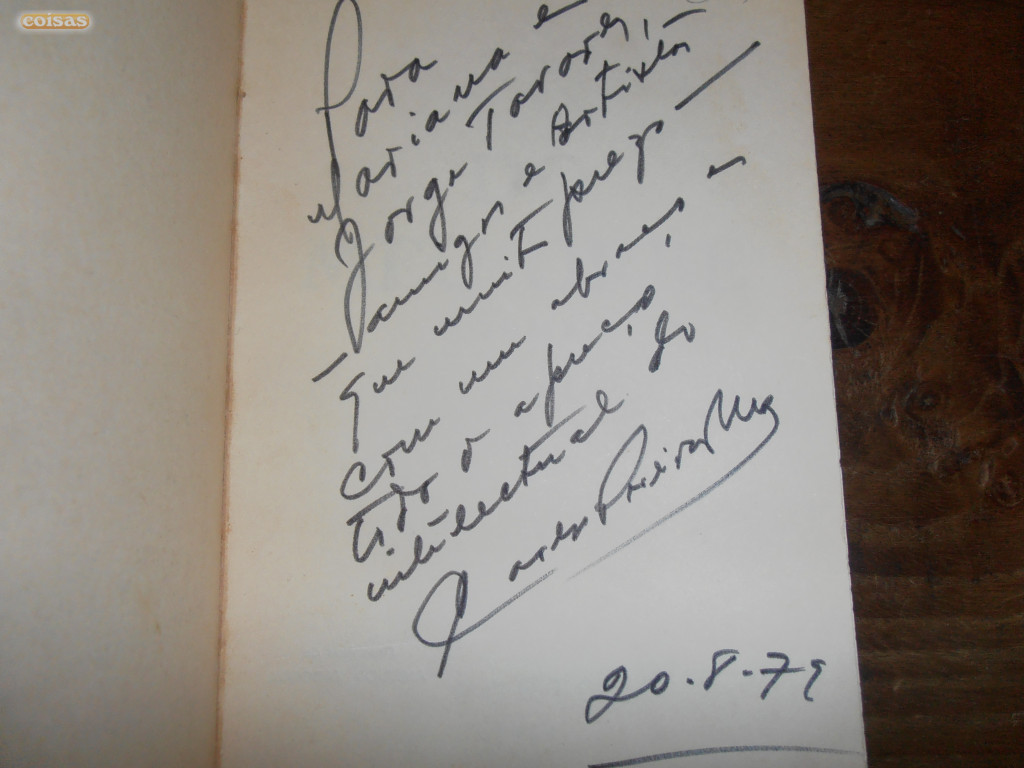 coisas
Para
Mariana e
Jorge Tavares,
amigos e Artistas
que muito prezo —
com um abraço e
todo o apreço,
intelectual do
20.8.79